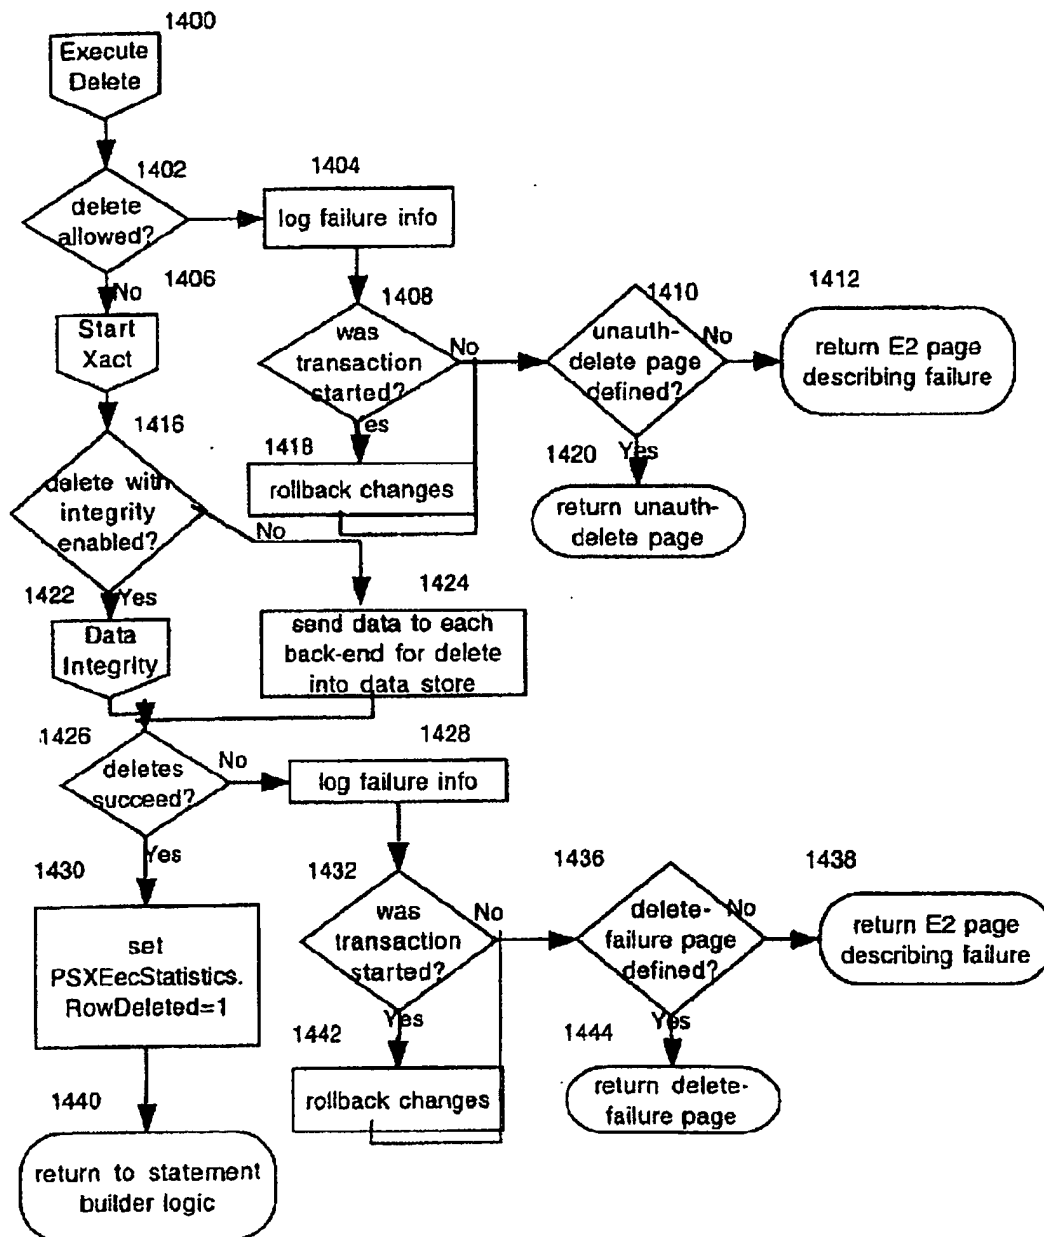 1400
Execute
Delete
1402
delete
allowed?
1404
log failure info
1406
No
Start
Xact
1408
was
transaction
started?
No
Yes
1410
unauth-
delete page
defined?
No
1412
return E2 page
describing failure
1416
delete with
integrity
enabled?
No
1418
rollback changes
1420
Yes
return unauth-
delete page
1422
Yes
Data
Integrity
1424
send data to each
back-end for delete
into data store
1426
deletes
succeed?
No
Yes
1428
log failure info
1430
set
PSXEecStatistics.
RowDeleted=1
1432
was
transaction
started?
No
Yes
1436
delete-
failure page
defined?
No
Yes
1438
return E2 page
describing failure
1442
rollback changes
1444
return delete-
failure page
1440
return to statement
builder logic